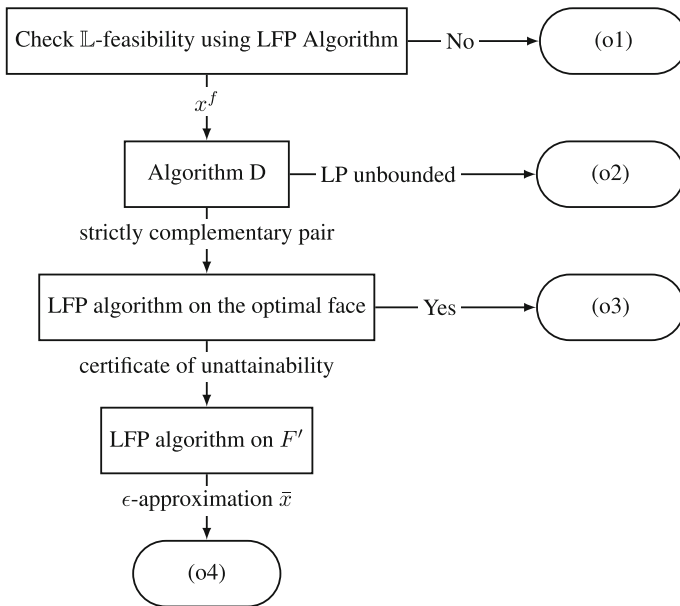 Check 𝕃-feasibility using LFP Algorithm
No
(o1)
x^f
Algorithm D
LP unbounded
(o2)
strictly complementary pair
LFP algorithm on the optimal face
Yes
(o3)
certificate of unattainability
LFP algorithm on F′
ϵ-approximation x̄
(o4)